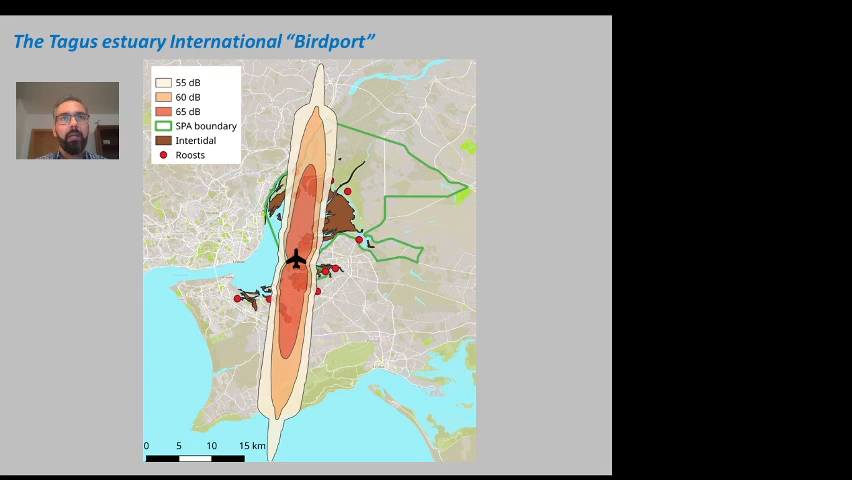 The Tagus estuary International “Birdport”
55 dB
60 dB
65 dB
SPA boundary
Intertidal
Roosts
0 5 10 15 km